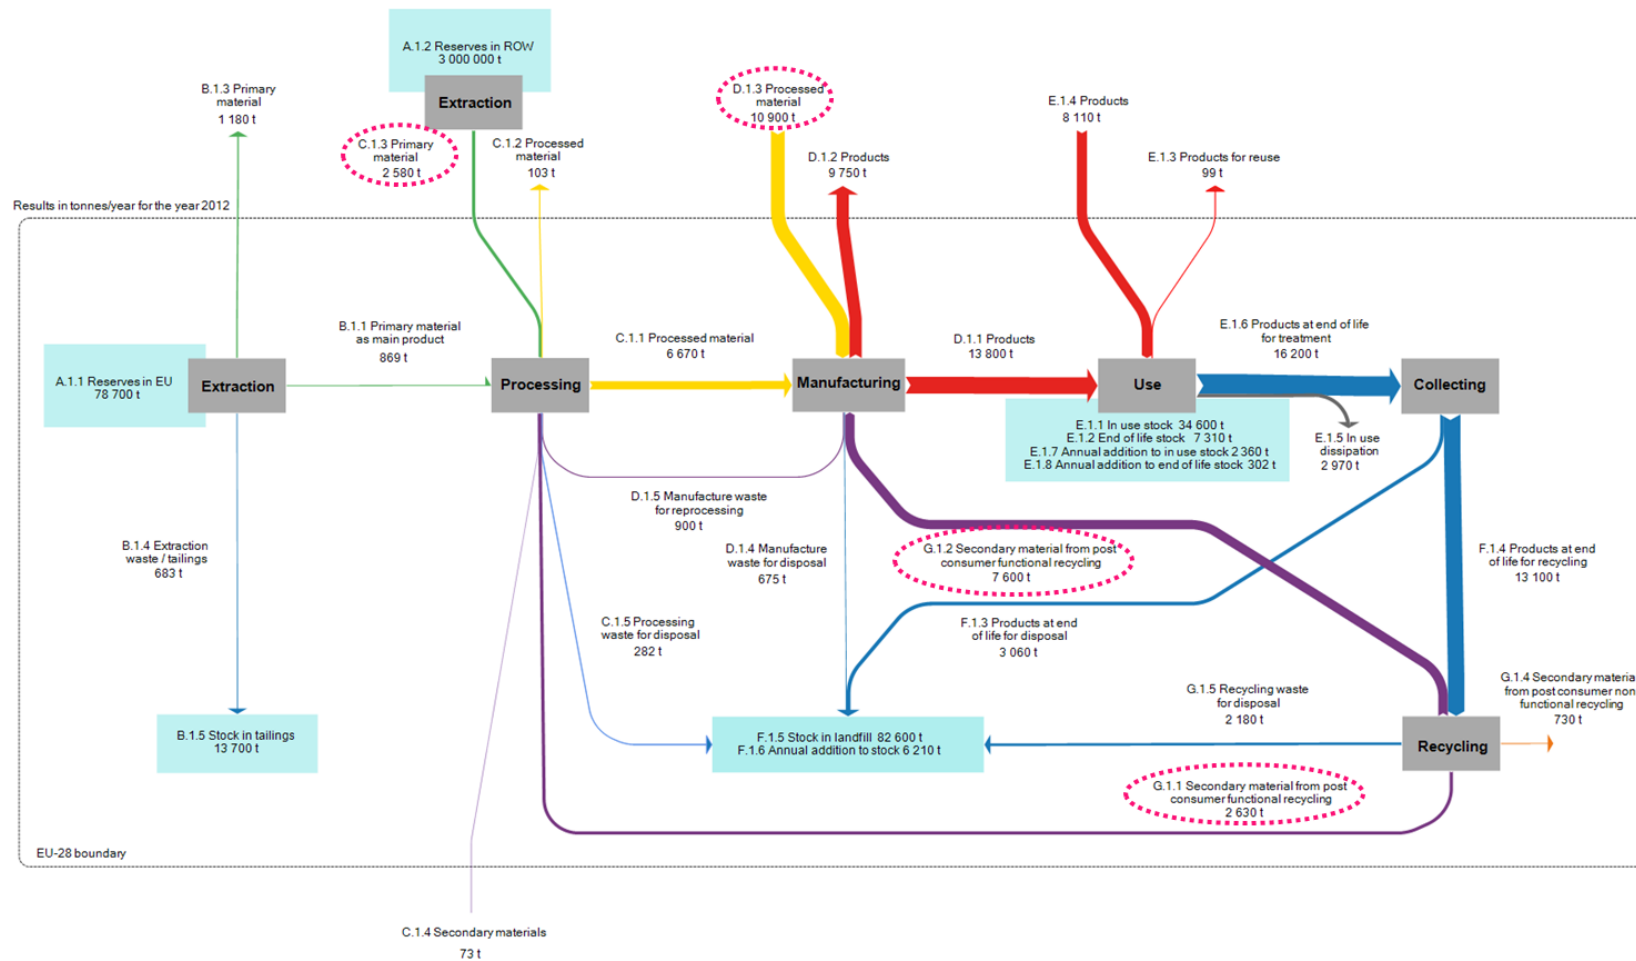 A.1.2 Reserves in ROW
3 000 000 t
Extraction
B.1.3 Primary
material
1 180 t
C.1.3 Primary
material
2 580 t
C.1.2 Processed
material
103 t
D.1.3 Processed
material
10 900 t
D.1.2 Products
9 750 t
E.1.4 Products
8 110 t
E.1.3 Products for reuse
99 t
Results in tonnes/year for the year 2012
A.1.1 Reserves in EU
78 700 t
Extraction
B.1.1 Primary material
as main product
869 t
Processing
C.1.1 Processed material
6 670 t
Manufacturing
D.1.1 Products
13 800 t
Use
E.1.6 Products at end of life
for treatment
16 200 t
Collecting
E.1.1 In use stock 34 600 t
E.1.2 End of life stock 7 310 t
E.1.7 Annual addition to in use stock 2 360 t
E.1.8 Annual addition to end of life stock 302 t
E.1.5 In use
dissipation
2 970 t
D.1.5 Manufacture waste
for reprocessing
900 t
B.1.4 Extraction
waste / tailings
683 t
D.1.4 Manufacture
waste for disposal
675 t
G.1.2 Secondary material from post
consumer functional recycling
7 600 t
F.1.4 Products at end
of life for recycling
13 100 t
C.1.5 Processing
waste for disposal
282 t
F.1.3 Products at end
of life for disposal
3 060 t
G.1.5 Recycling waste
for disposal
2 180 t
G.1.4 Secondary materia
from post consumer non
functional recycling
730 t
B.1.5 Stock in tailings
13 700 t
F.1.5 Stock in landfill 82 600 t
F.1.6 Annual addition to stock 6 210 t
Recycling
G.1.1 Secondary material from post
consumer functional recycling
2 630 t
EU-28 boundary
C.1.4 Secondary materials
73 t